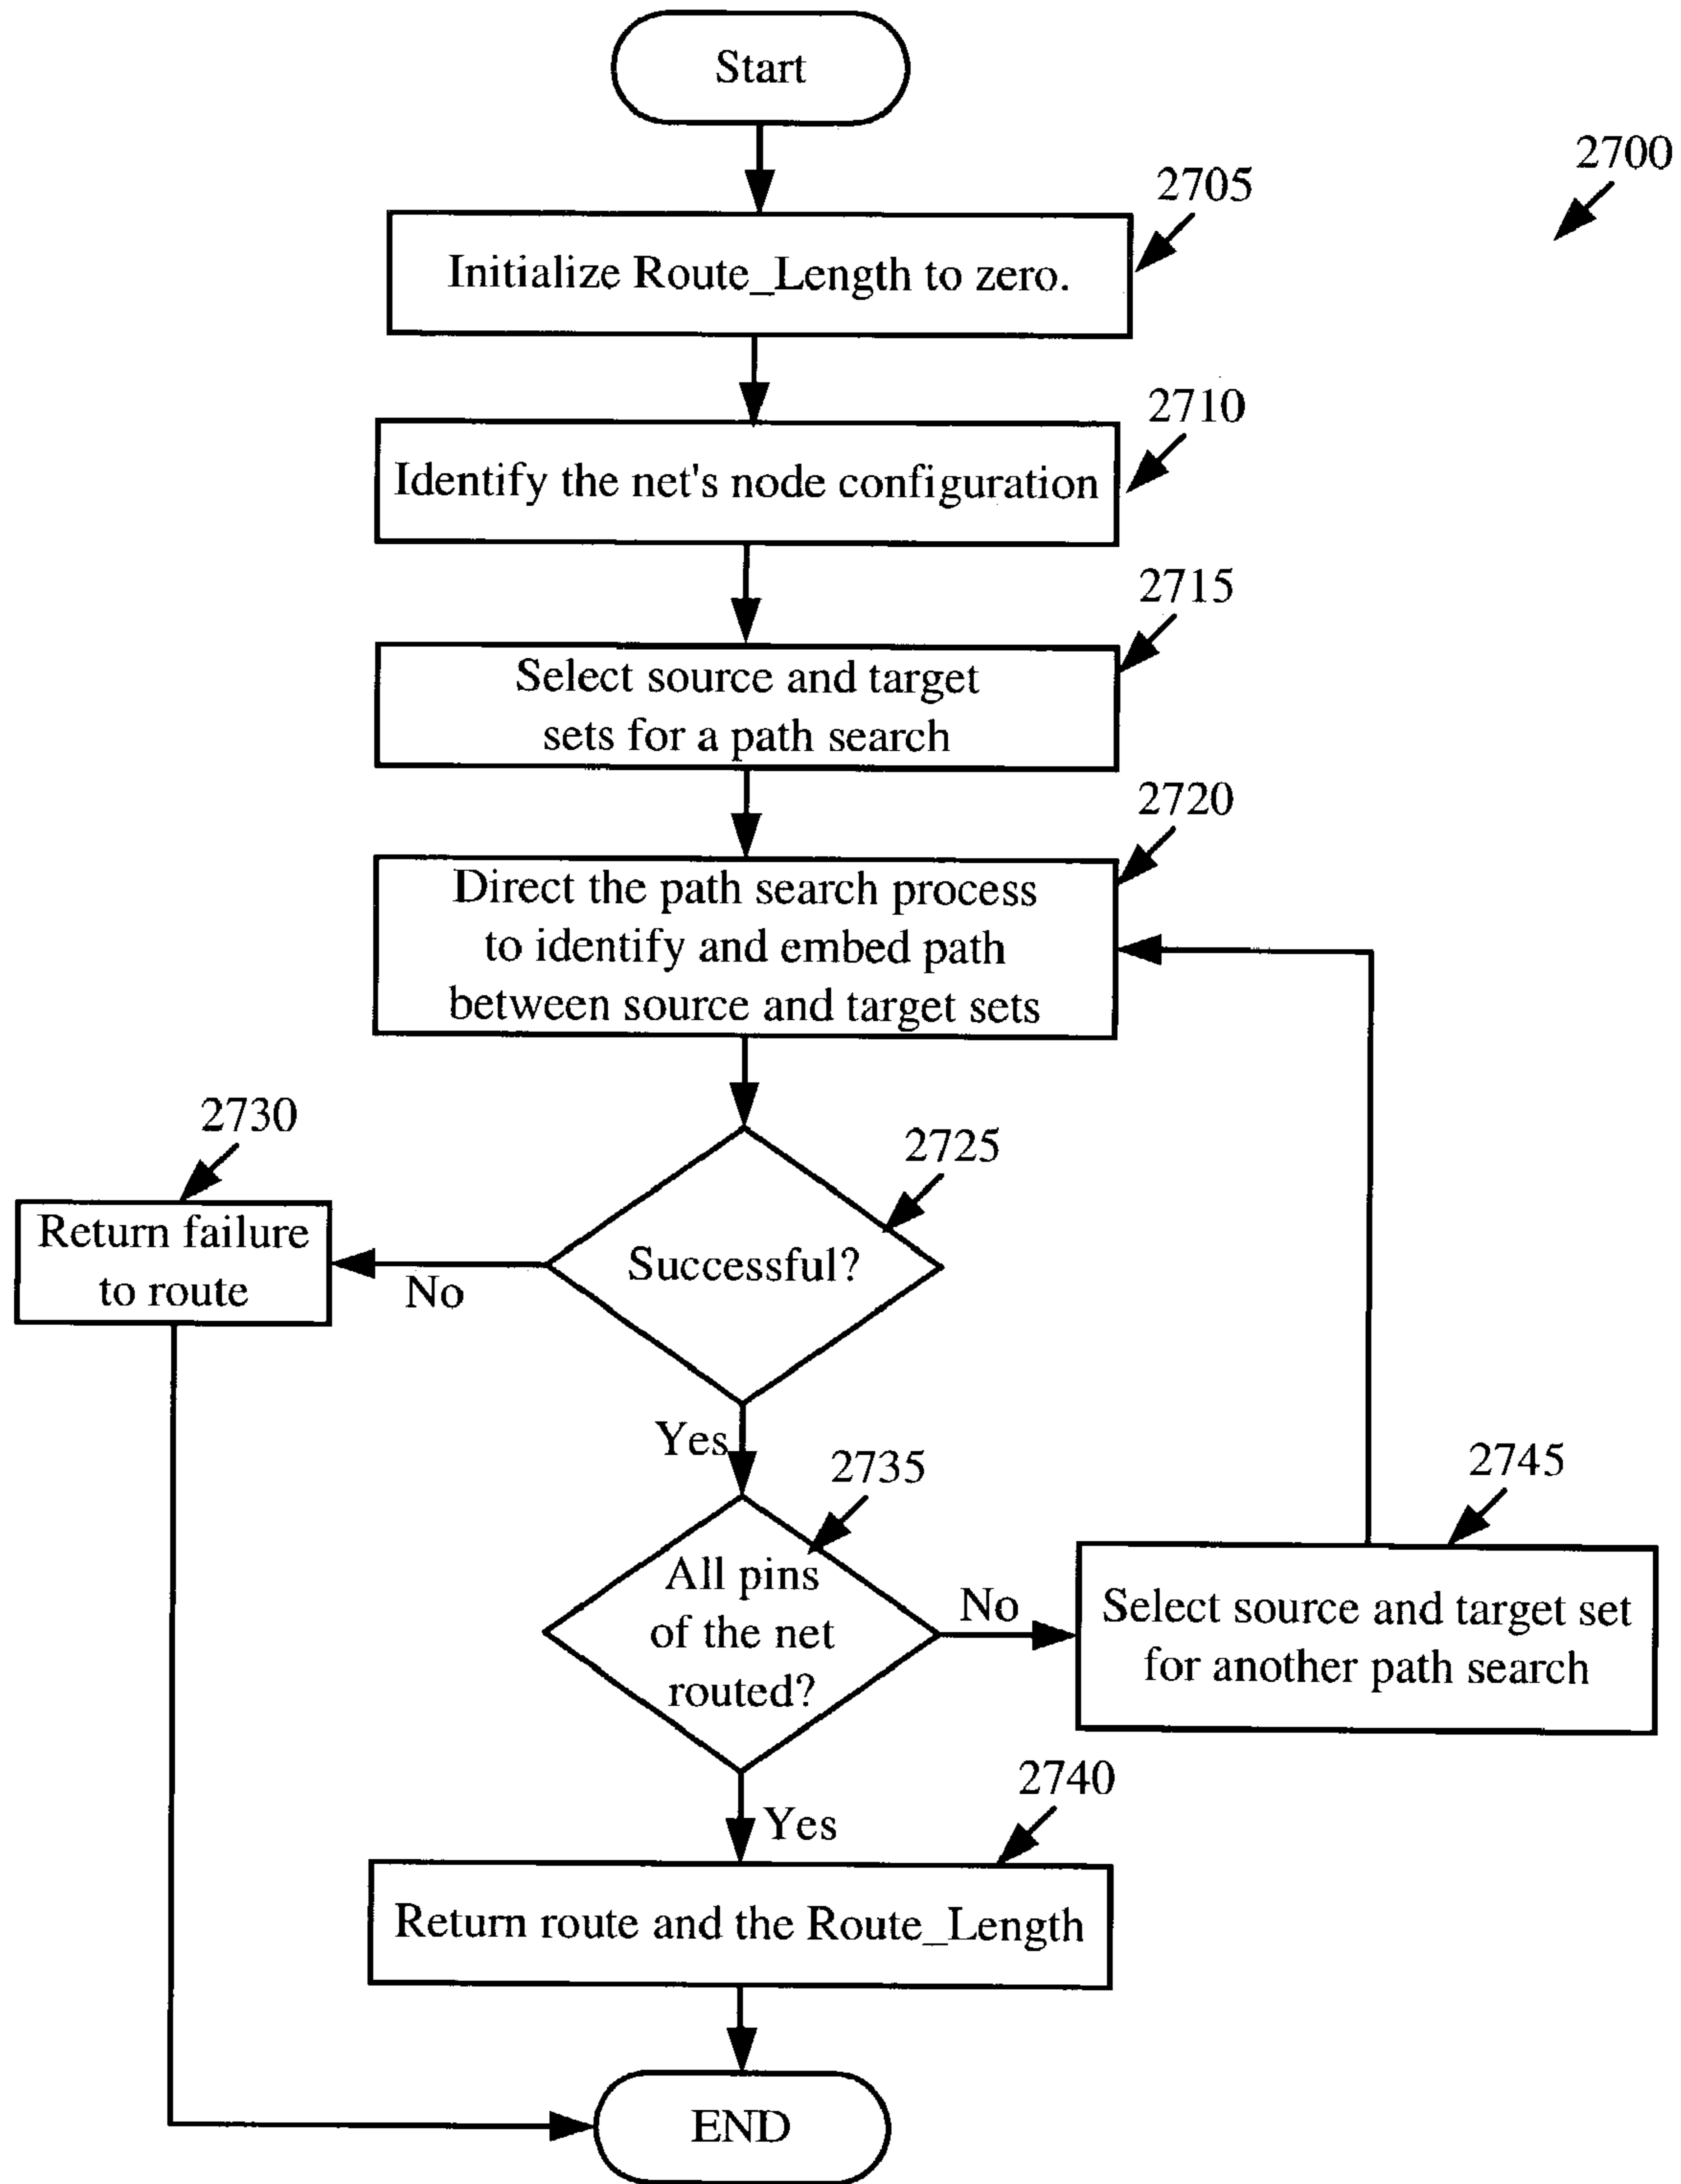 Start
2700
2705
Initialize Route_Length to zero.
2710
Identify the net's node configuration
2715
Select source and target
sets for a path search
2720
Direct the path search process
to identify and embed path
between source and target sets
2730
2725
Return failure
to route
No
Successful?
Yes
2735
2745
All pins
of the net
routed?
No
Select source and target set
for another path search
2740
Yes
Return route and the Route_Length
END